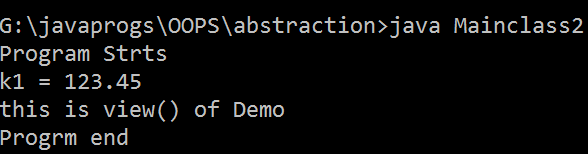 G:\javaprogs\OOPS\abstraction>java Mainclass2
Program Strts
k1 = 123.45
this is view() of Demo
Progrm end